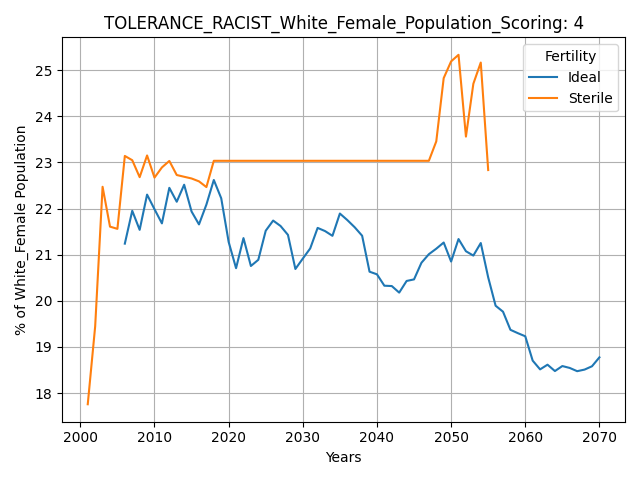 TOLERANCE_RACIST_White_Female_Population_Scoring: 4
Fertility
Ideal
Sterile
% of White_Female Population
25
24
23
22
21
20
19
18
2000 2010 2020 2030 2040 2050 2060 2070
Years